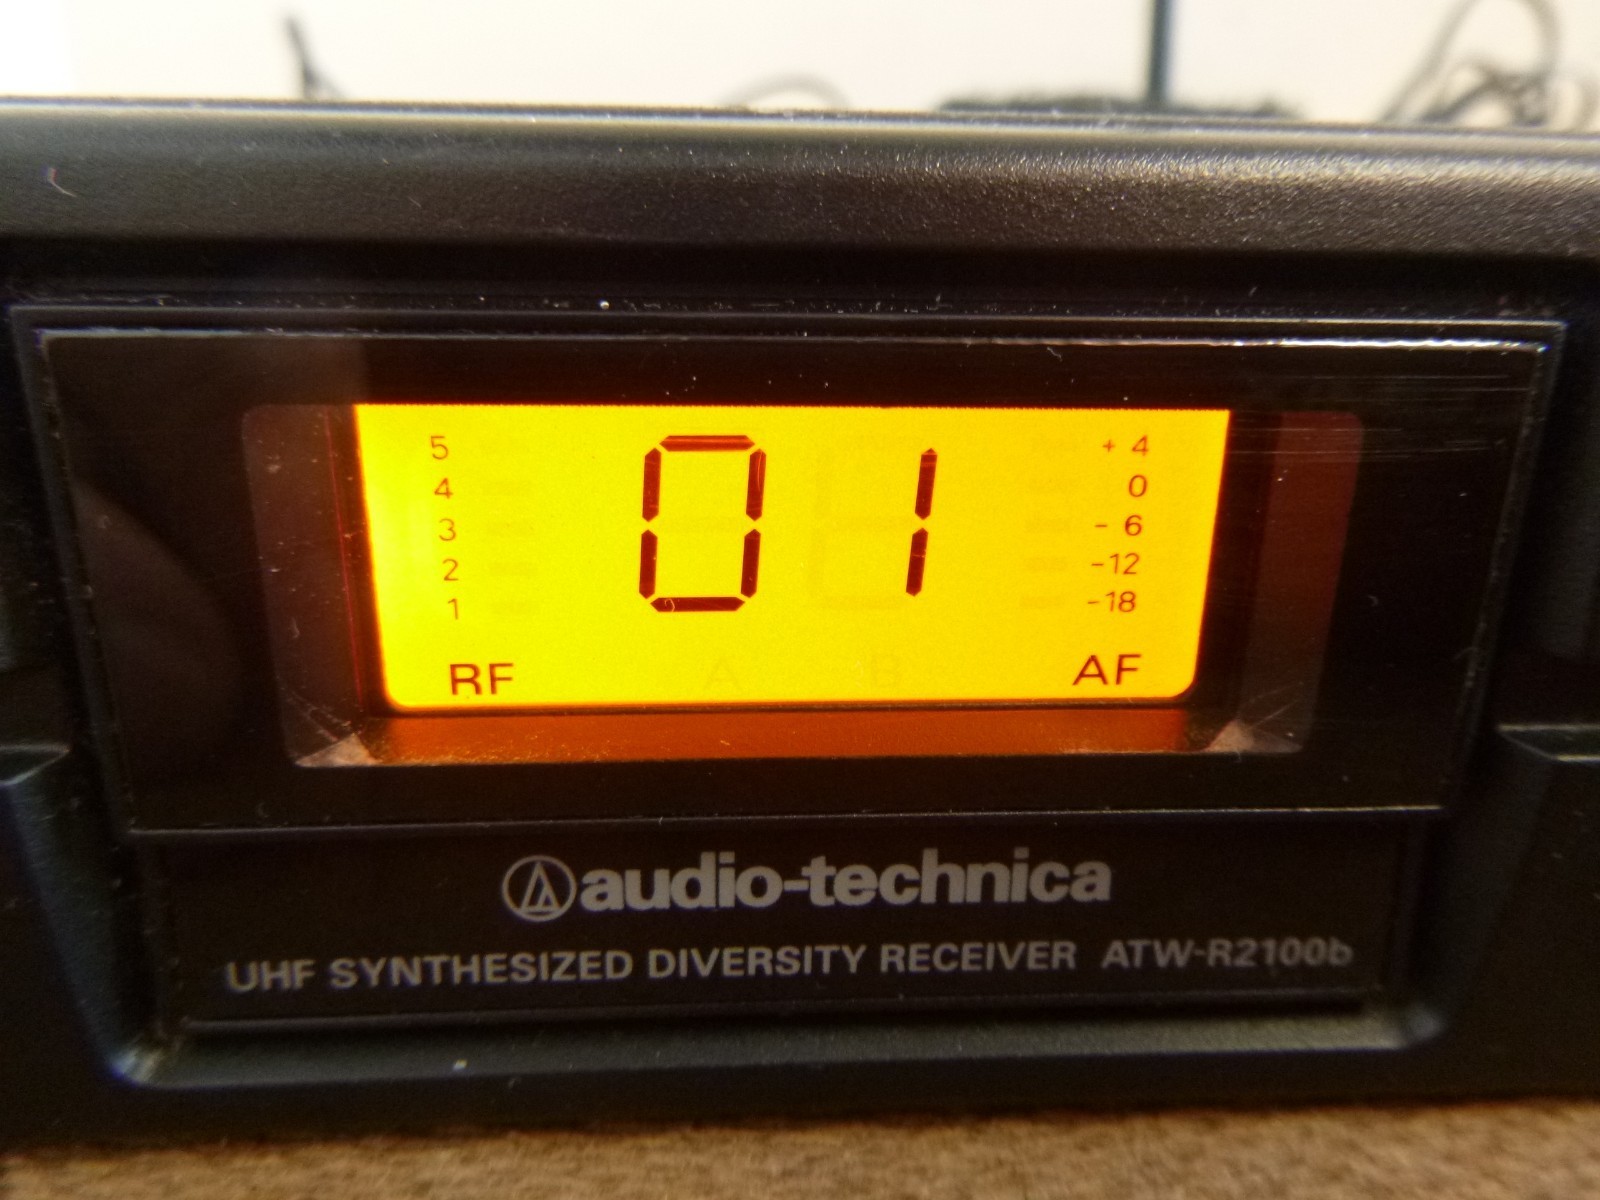 5 + 4
4 0
3 - 6
2 -12
1 -18
01
RF A B AF
audio-technica
UHF SYNTHESIZED DIVERSITY RECEIVER ATW-R2100b